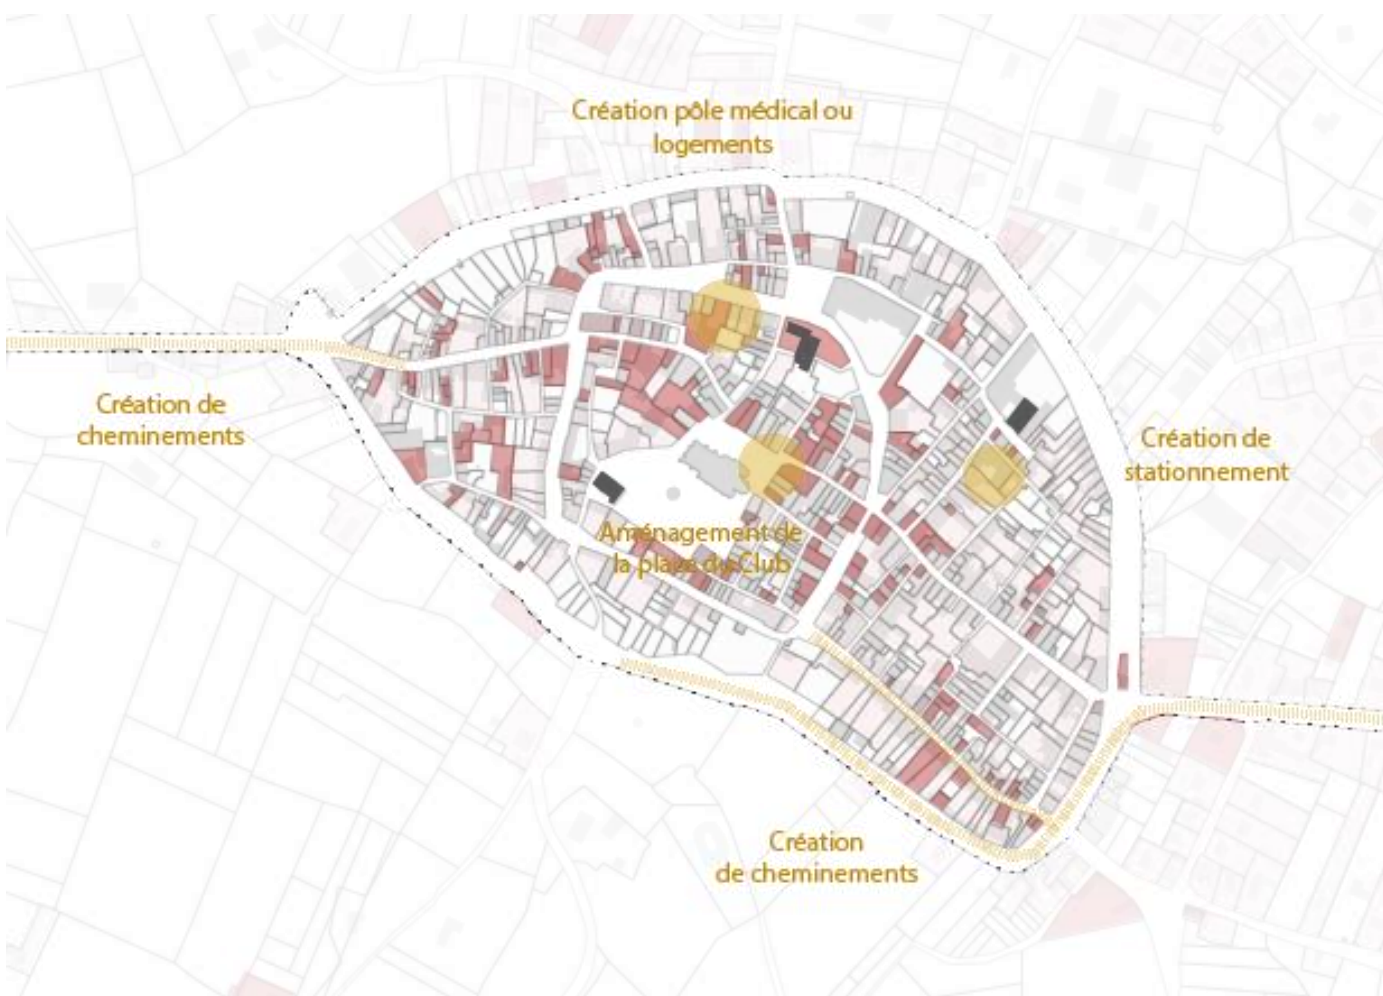 Création pôle médical ou
logements
Création de
cheminements
Création de
stationnement
Aménagement de
la place du Club
Création
de cheminements